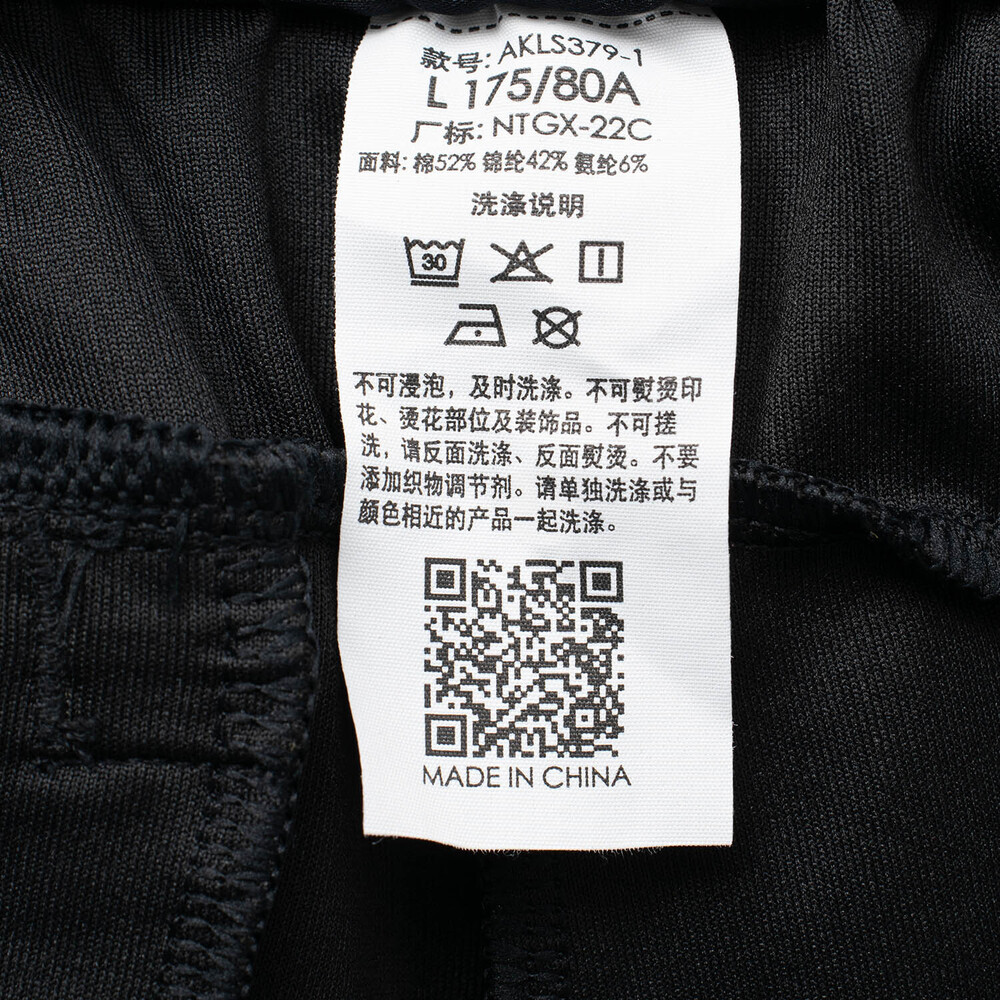 款号: AKLS379-1
L 175/80A
厂标: NTGX-22C
面料: 棉52% 锦纶42% 氨纶6%
洗涤说明
30
不可浸泡，及时洗涤。不可熨烫印
花、烫花部位及装饰品。不可搓
洗，请反面洗涤、反面熨烫。不要
添加织物调节剂。请单独洗涤或与
颜色相近的产品一起洗涤。
MADE IN CHINA